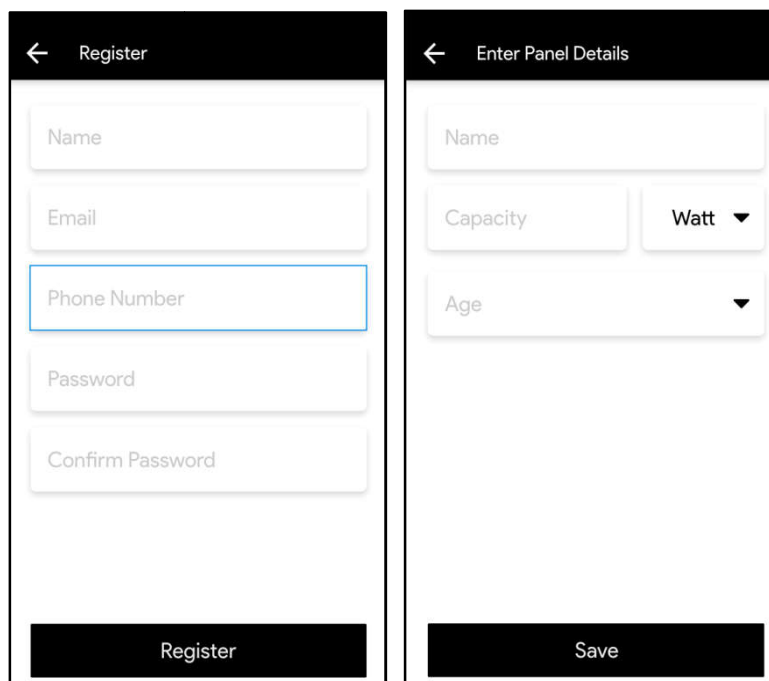 Register
Name
Email
Phone Number
Password
Confirm Password
Register
Enter Panel Details
Name
Capacity
Watt
Age
Save